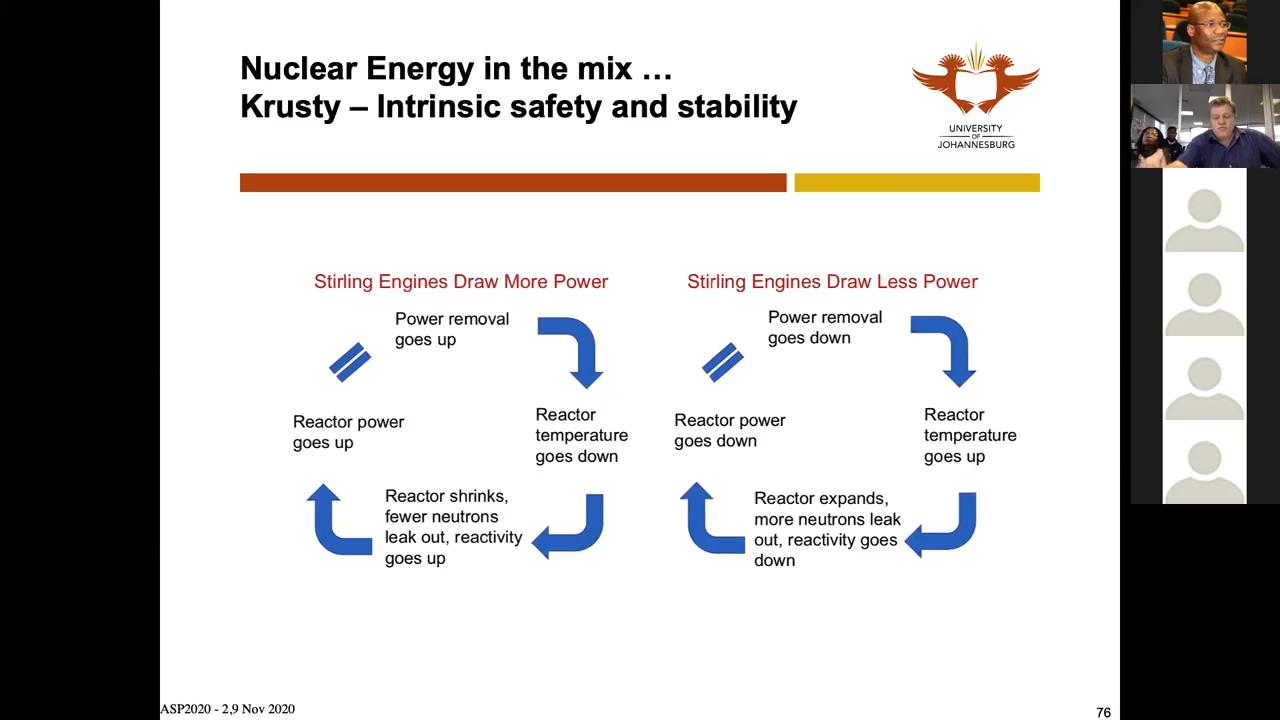 Nuclear Energy in the mix …
Krusty – Intrinsic safety and stability
UNIVERSITY
OF
JOHANNESBURG
Stirling Engines Draw More Power
Power removal
goes up
Reactor
temperature
goes down
Reactor shrinks,
fewer neutrons
leak out, reactivity
goes up
Reactor power
goes up
Stirling Engines Draw Less Power
Power removal
goes down
Reactor
temperature
goes up
Reactor expands,
more neutrons leak
out, reactivity goes
down
Reactor power
goes down
ASP2020 - 2,9 Nov 2020
76